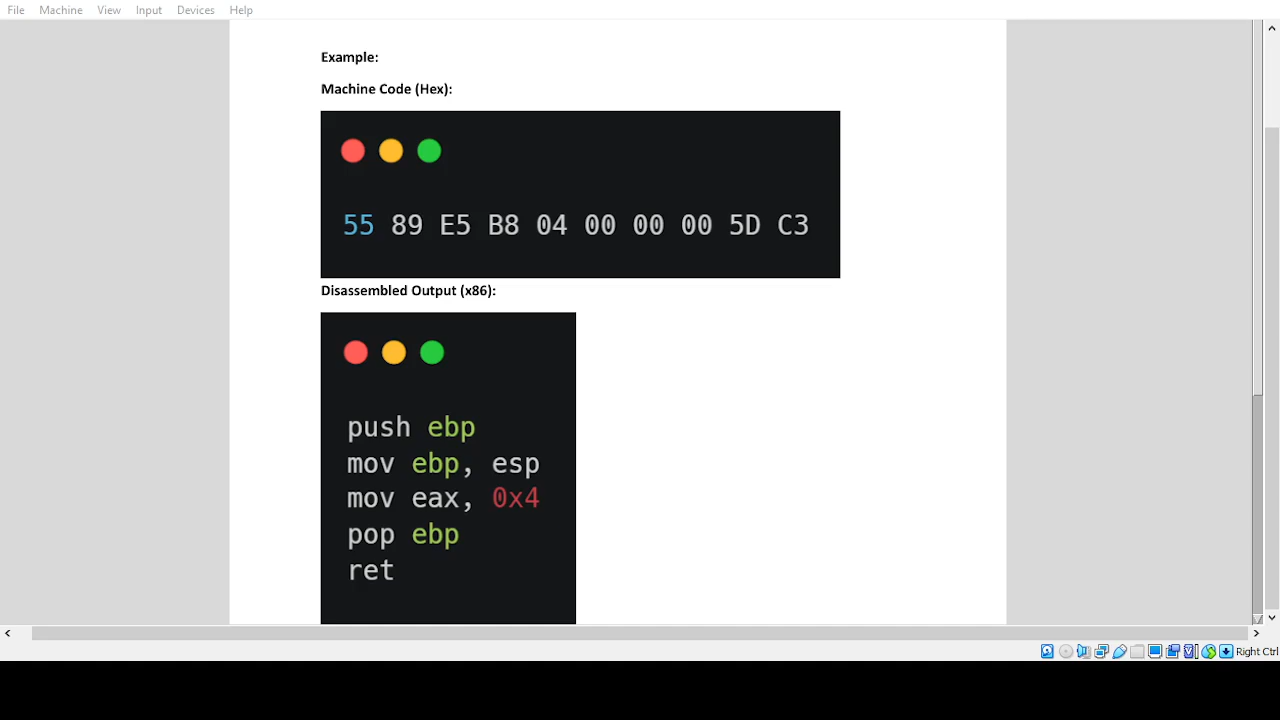 File Machine View Input Devices Help
Example:
Machine Code (Hex):
55 89 E5 B8 04 00 00 00 5D C3
Disassembled Output (x86):
push ebp
mov ebp, esp
mov eax, 0x4
pop ebp
ret
Right Ctrl